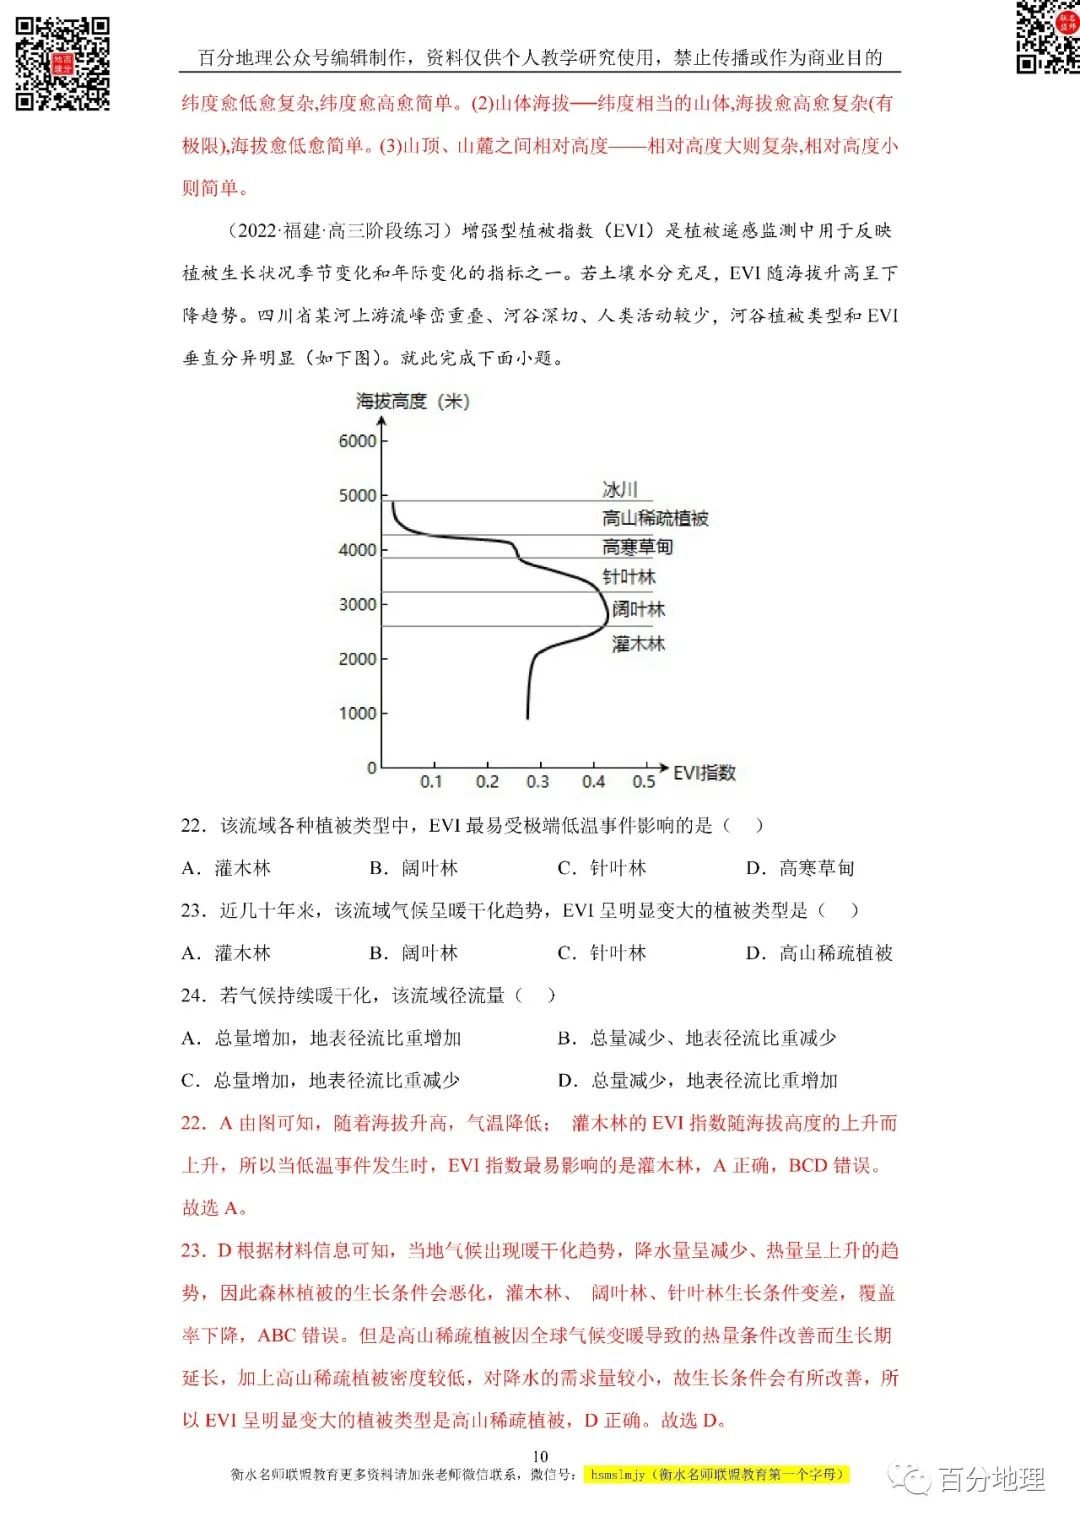 百分地理公众号编辑制作，资料仅供个人教学研究使用，禁止传播或作为商业目的
纬度愈低愈复杂,纬度愈高愈简单。(2)山体海拔──纬度相当的山体,海拔愈高愈复杂(有
极限),海拔愈低愈简单。(3)山顶、山麓之间相对高度——相对高度大则复杂,相对高度小
则简单。
（2022·福建·高三阶段练习）增强型植被指数（EVI）是植被遥感监测中用于反映
植被生长状况季节变化和年际变化的指标之一。若土壤水分充足，EVI 随海拔升高呈下
降趋势。四川省某河上游流峰峦重叠、河谷深切、人类活动较少，河谷植被类型和 EVI
垂直分异明显（如下图）。就此完成下面小题。
海拔高度（米）
6000
5000
4000
3000
2000
1000
0
冰川
高山稀疏植被
高寒草甸
针叶林
阔叶林
灌木林
0.1 0.2 0.3 0.4 0.5 EVI指数
22．该流域各种植被类型中，EVI 最易受极端低温事件影响的是（　）
A．灌木林 B．阔叶林 C．针叶林 D．高寒草甸
23．近几十年来，该流域气候呈暖干化趋势，EVI 呈明显变大的植被类型是（　）
A．灌木林 B．阔叶林 C．针叶林 D．高山稀疏植被
24．若气候持续暖干化，该流域径流量（　）
A．总量增加，地表径流比重增加 B．总量减少、地表径流比重减少
C．总量增加，地表径流比重减少 D．总量减少，地表径流比重增加
22．A 由图可知，随着海拔升高，气温降低； 灌木林的 EVI 指数随海拔高度的上升而
上升，所以当低温事件发生时，EVI 指数最易影响的是灌木林，A 正确，BCD 错误。
故选 A。
23．D 根据材料信息可知，当地气候出现暖干化趋势，降水量呈减少、热量呈上升的趋
势，因此森林植被的生长条件会恶化，灌木林、 阔叶林、针叶林生长条件变差，覆盖
率下降，ABC 错误。但是高山稀疏植被因全球气候变暖导致的热量条件改善而生长期
延长，加上高山稀疏植被密度较低，对降水的需求量较小，故生长条件会有所改善，所
以 EVI 呈明显变大的植被类型是高山稀疏植被，D 正确。故选 D。
10
衡水名师联盟教育更多资料请加张老师微信联系，微信号： hsmslmjy（衡水名师联盟教育第一个字母）
百分地理